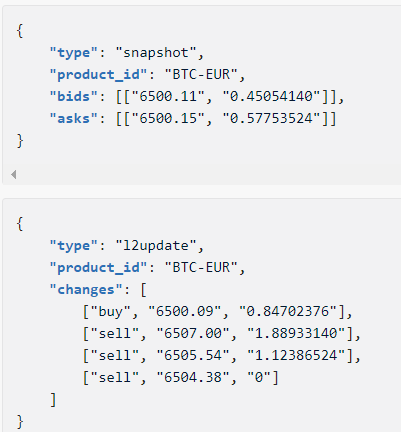 {
    "type": "snapshot",
    "product_id": "BTC-EUR",
    "bids": [["6500.11", "0.45054140"]],
    "asks": [["6500.15", "0.57753524"]]
}
{
    "type": "l2update",
    "product_id": "BTC-EUR",
    "changes": [
        ["buy", "6500.09", "0.84702376"],
        ["sell", "6507.00", "1.88933140"],
        ["sell", "6505.54", "1.12386524"],
        ["sell", "6504.38", "0"]
    ]
}